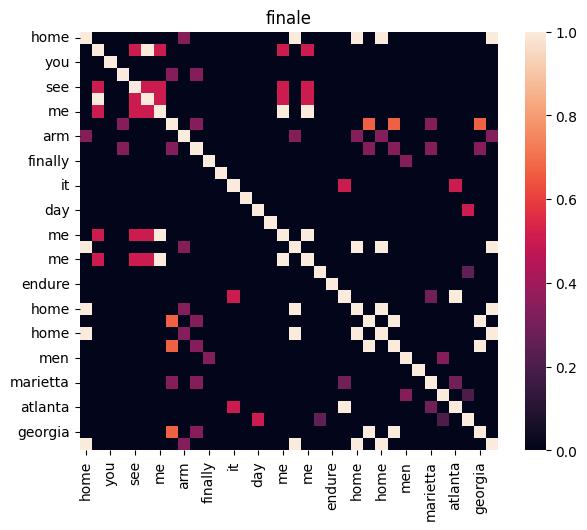 finale
home
you
see
me
arm
finally
it
day
me
me
endure
home
home
men
marietta
atlanta
georgia
1.0
0.8
0.6
0.4
0.2
0.0
home
you
see
me
arm
finally
it
day
me
me
endure
home
home
men
marietta
atlanta
georgia